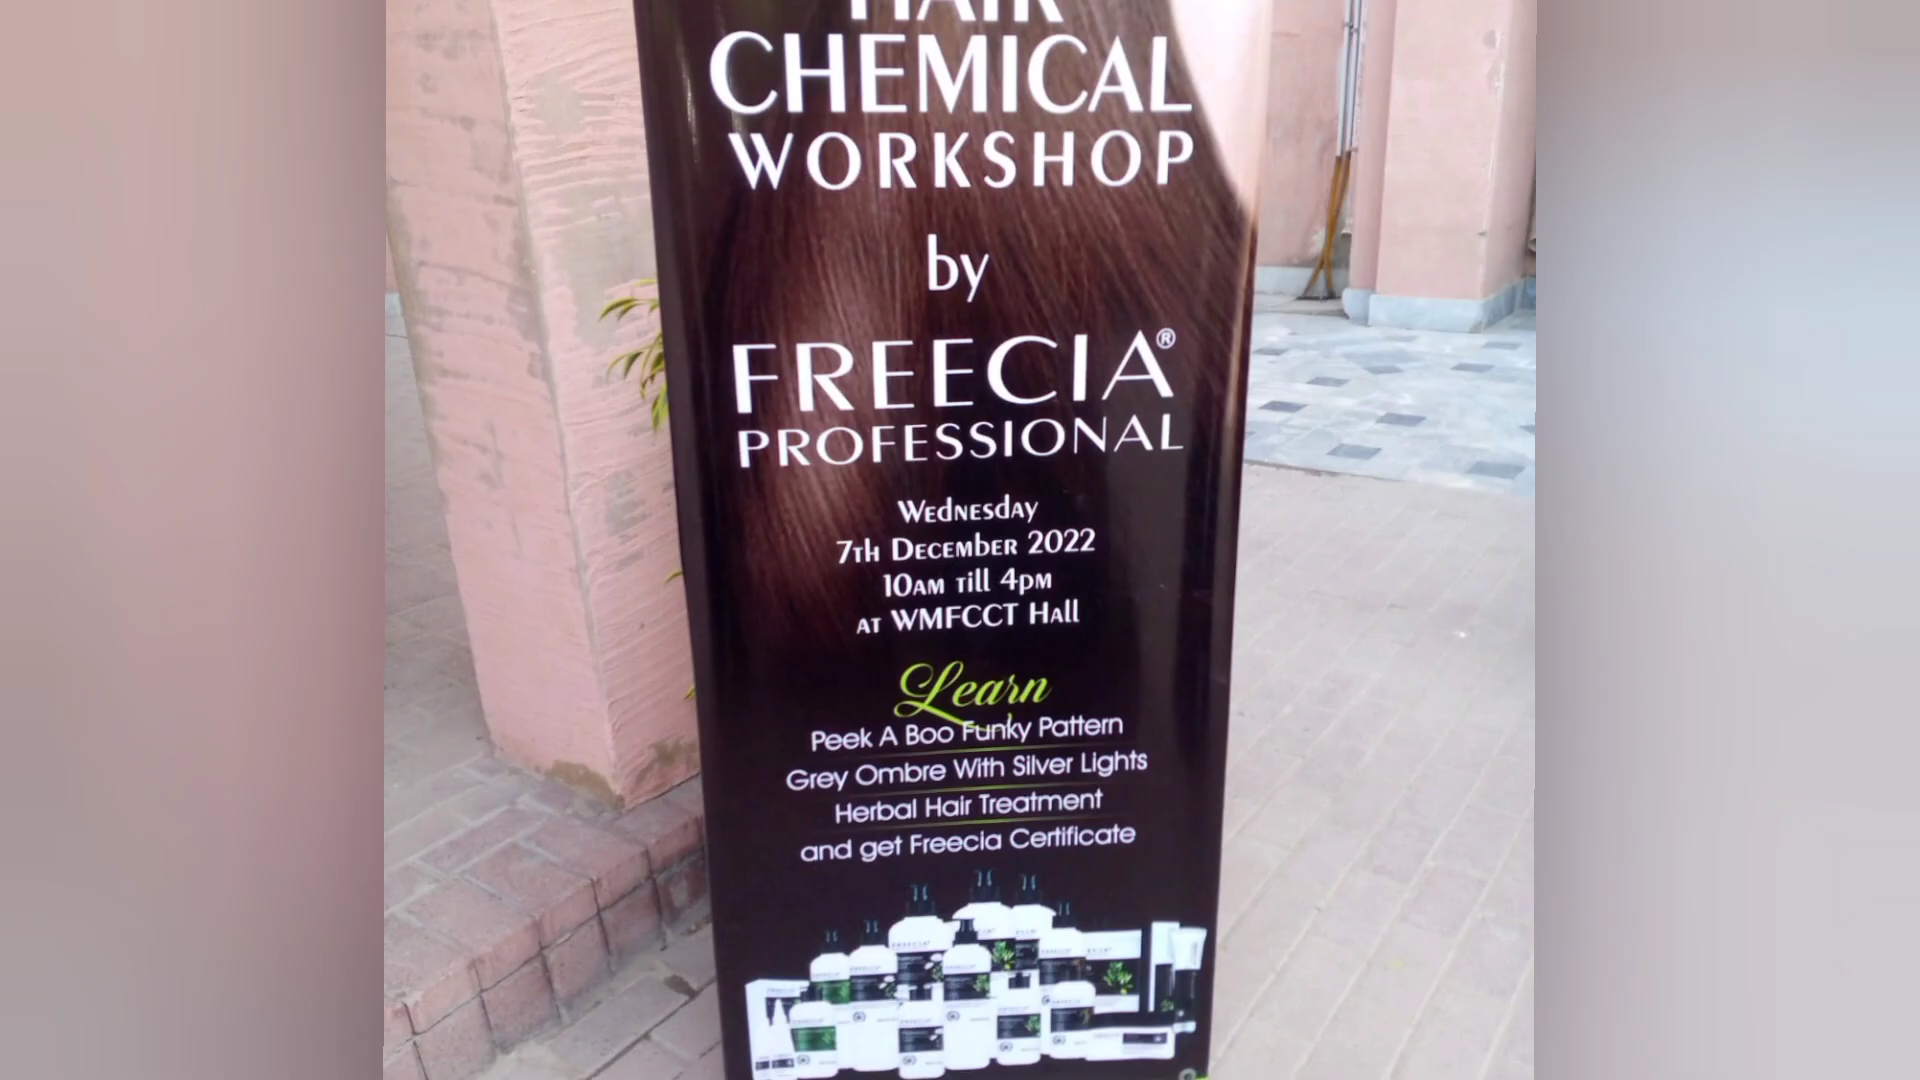 HAIR
CHEMICAL
WORKSHOP
by
FREECIA®
PROFESSIONAL
Wednesday
7th December 2022
10am till 4pm
at WMFCCT Hall
Learn
Peek A Boo Funky Pattern
Grey Ombre With Silver Lights
Herbal Hair Treatment
and get Freecia Certificate